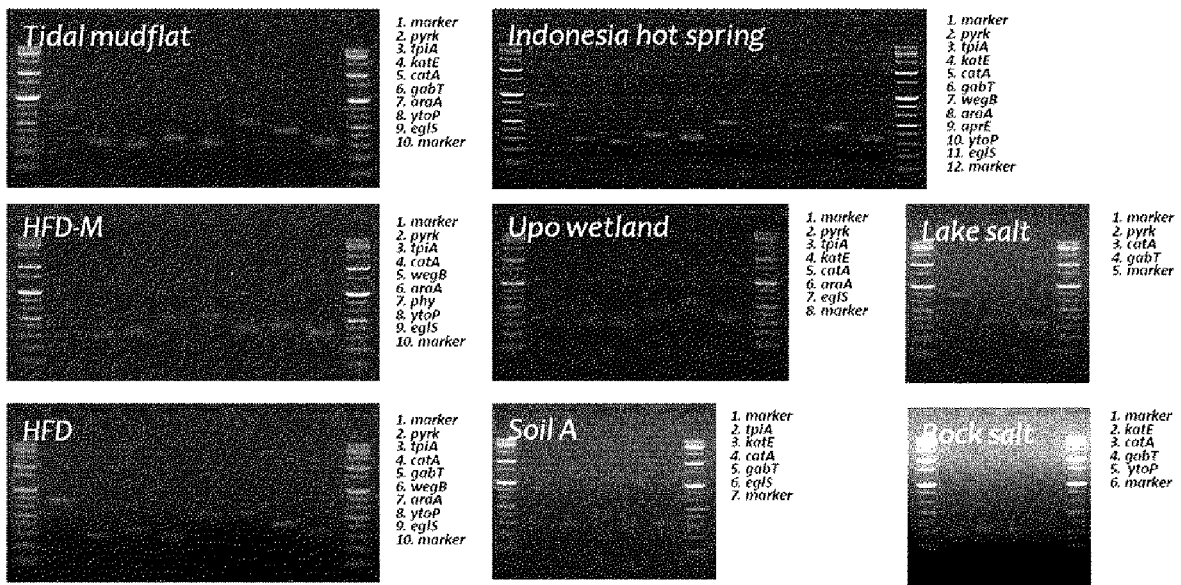 Tidal mudflat
1. marker
2. pyrk
3. tpiA
4. katE
5. catA
6. gabT
7. araA
8. ytoP
9. eglS
10. marker
Indonesia hot spring
1. marker
2. pyrk
3. tpiA
4. katE
5. catA
6. gabT
7. wegB
8. araA
9. aprE
10. ytoP
11. eglS
12. marker
HFD-M
1. marker
2. pyrk
3. tpiA
4. catA
5. wegB
6. araA
7. phy
8. ytoP
9. eglS
10. marker
Upo wetland
1. marker
2. pyrk
3. tpiA
4. katE
5. catA
6. araA
7. eglS
8. marker
Lake salt
1. marker
2. pyrk
3. catA
4. gabT
5. marker
HFD
1. marker
2. pyrk
3. tpiA
4. catA
5. gabT
6. wegB
7. araA
8. ytoP
9. eglS
10. marker
Soil A
1. marker
2. tpiA
3. katE
4. catA
5. gabT
6. eglS
7. marker
Rock salt
1. marker
2. katE
3. catA
4. gabT
5. ytoP
6. marker